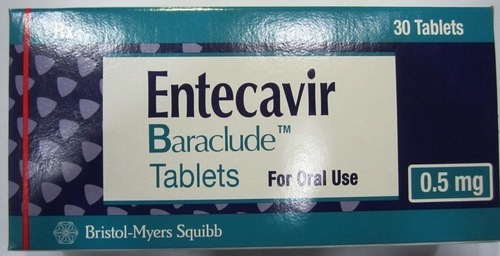 Rx
30 Tablets
Entecavir
Baraclude™
Tablets For Oral Use
0.5 mg
Bristol-Myers Squibb